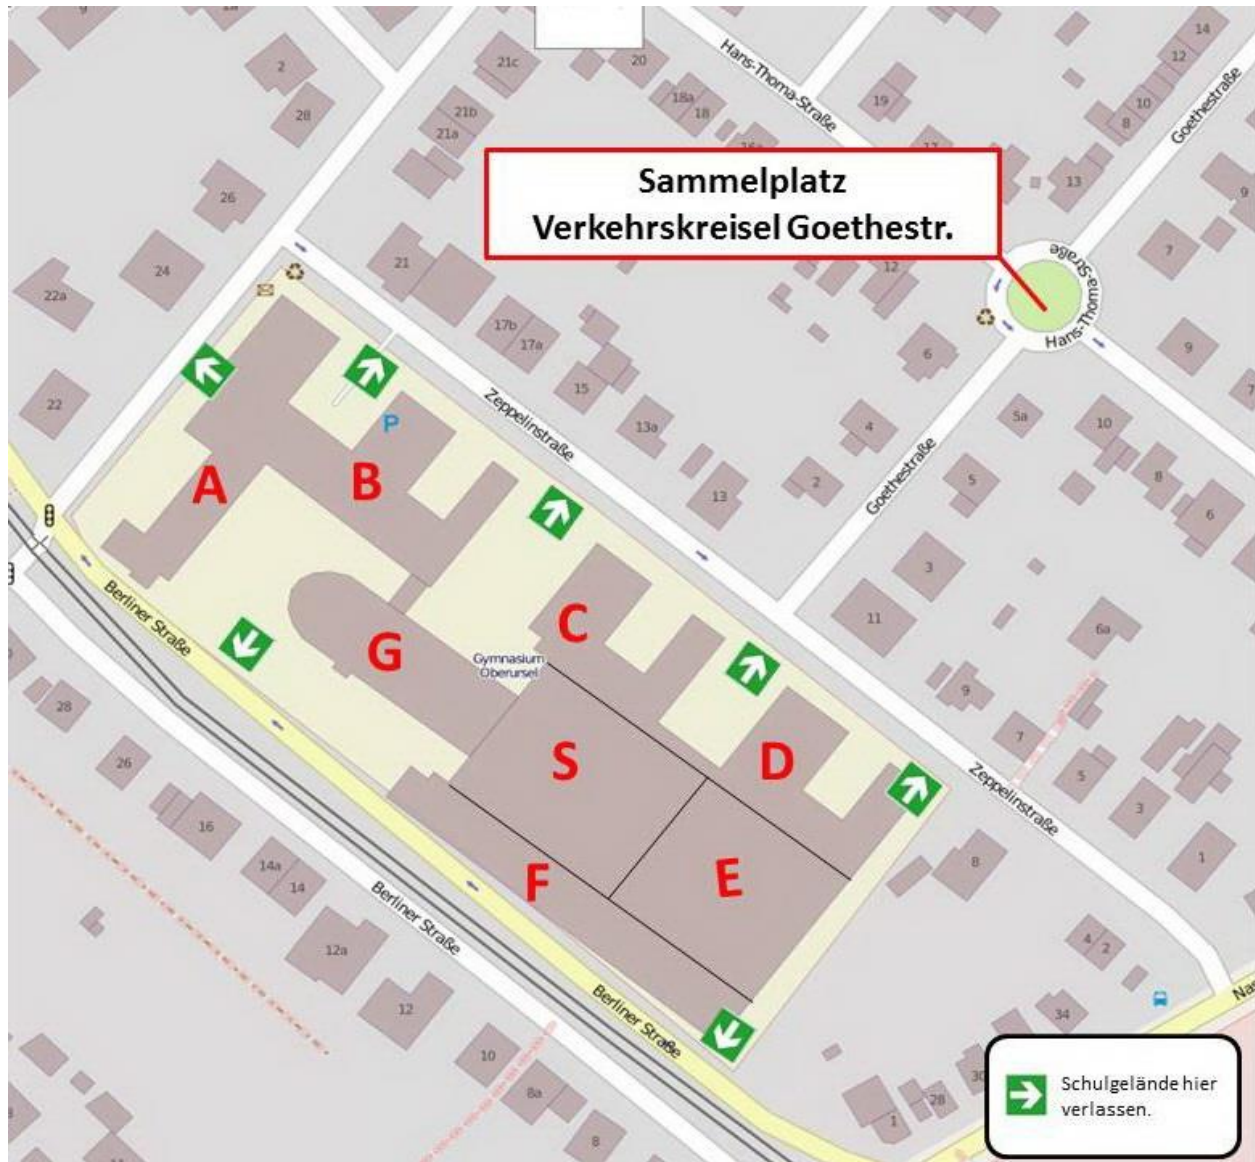 9
2
28
21c
20
18a
18
21b
21a
Hans-Thoma-Straße
19
14
12
10
8
Goethestraße
Sammelplatz
Verkehrskreisel Goethestr.
13
9
26
24
22a
22
21
12
7
Hans-Thoma-Straße
17b
17a
15
13a
13
6
9
4
2
5a
10
8
6
5
3
11
6a
Zeppelinstraße
Goethestraße
P
A
B
C
G
Gymnasium
Oberursel
S
D
F
E
9
7
5
3
1
Zeppelinstraße
8
4
2
34
30
28
1
Berliner Straße
28
26
16
14a
14
12a
12
10
8a
8
Berliner Straße
Berliner Straße
Schulgelände hier
verlassen.